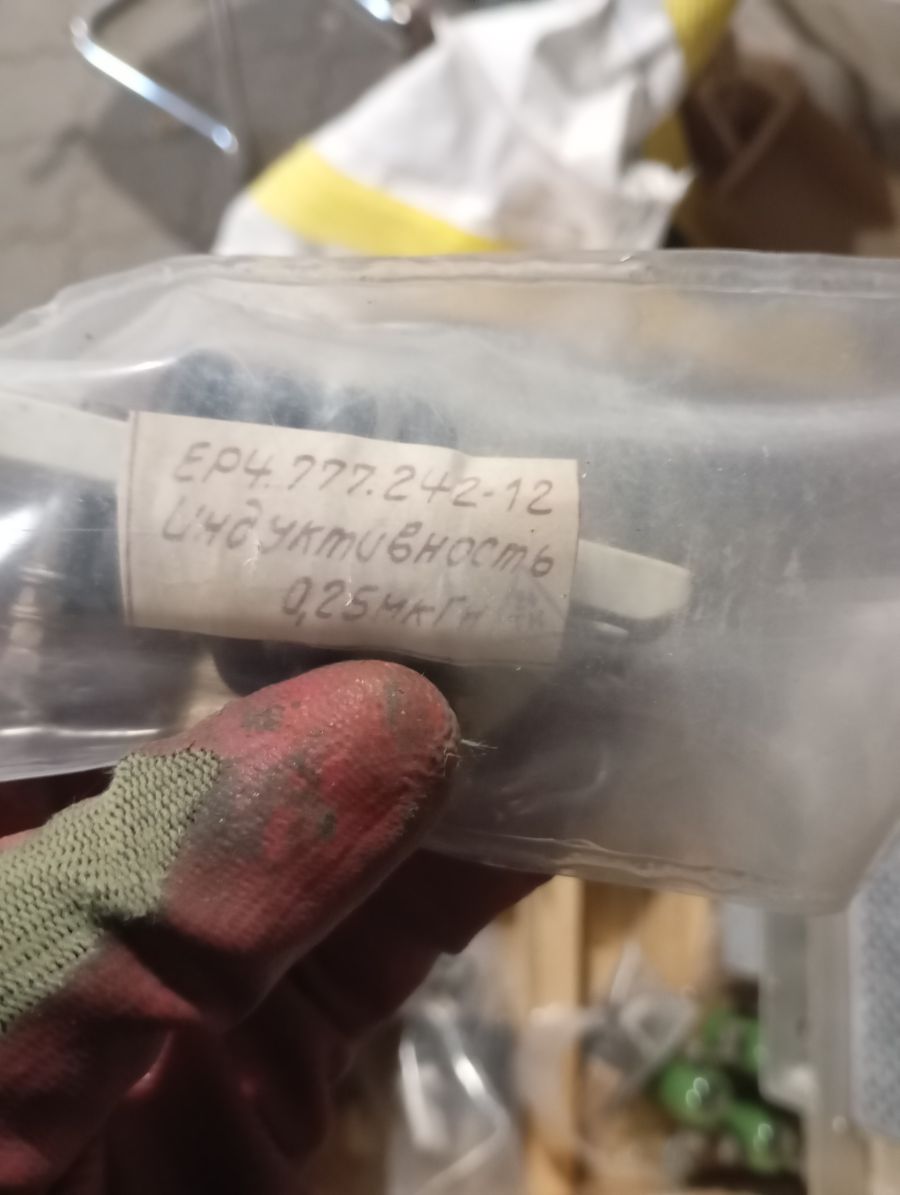 ЕР4.777.242-12
Индуктивность
0,25мкГн